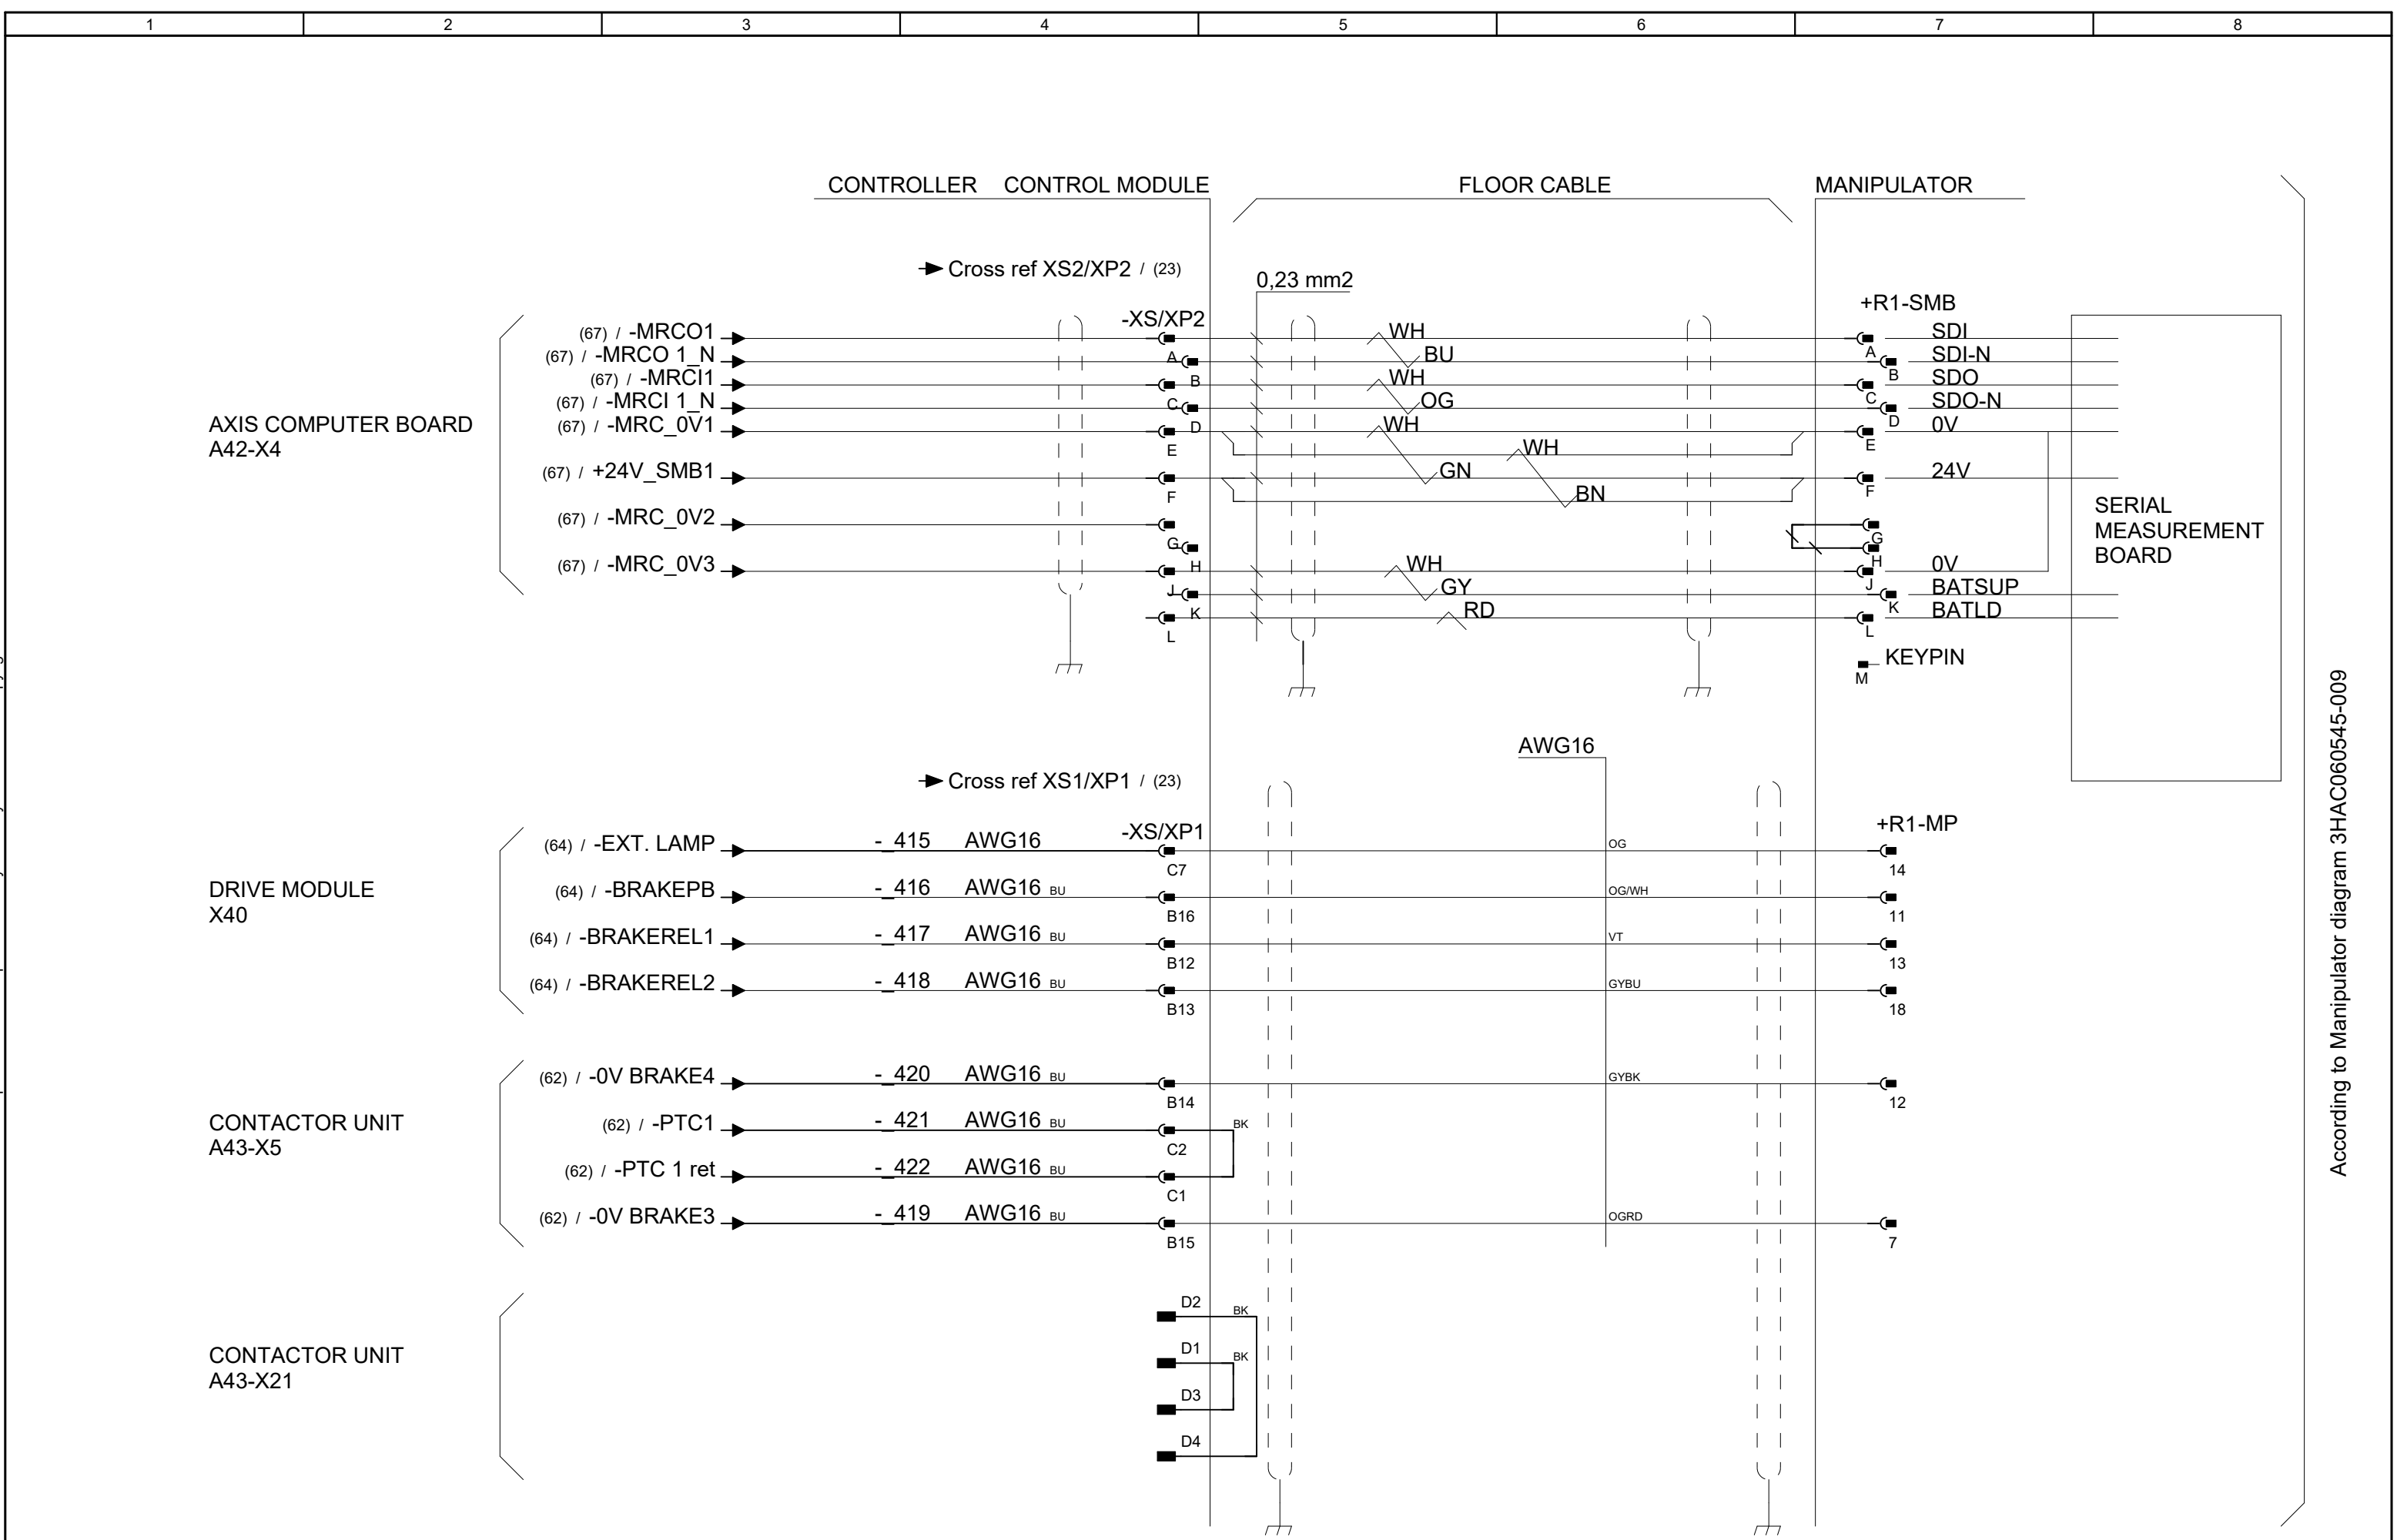 1 2 3 4 5 6 7 8
CONTROLLER CONTROL MODULE FLOOR CABLE MANIPULATOR
Cross ref XS2/XP2 / (23)
0,23 mm2
+R1-SMB
-XS/XP2
(67) / -MRCO1 WH SDI
A A
(67) / -MRCO 1_N BU SDI-N
B B
(67) / -MRCI1 WH SDO
C C
(67) / -MRCI 1_N OG SDO-N
D D
AXIS COMPUTER BOARD
A42-X4
(67) / -MRC_0V1 WH 0V
E WH E
(67) / +24V_SMB1 GN 24V
F BN F
SERIAL
MEASUREMENT
BOARD
(67) / -MRC_0V2
G G
H H
(67) / -MRC_0V3 WH 0V
J J
GY BATSUP
K K
RD BATLD
L L
KEYPIN
M
AWG16
Cross ref XS1/XP1 / (23)
-XS/XP1 +R1-MP
(64) / -EXT. LAMP -_415 AWG16 OG
C7 14
DRIVE MODULE
X40
(64) / -BRAKEPB -_416 AWG16 BU OG/WH
B16 11
(64) / -BRAKEREL1 -_417 AWG16 BU VT
B12 13
(64) / -BRAKEREL2 -_418 AWG16 BU GYBU
B13 18
(62) / -0V BRAKE4 -_420 AWG16 BU GYBK
B14 12
CONTACTOR UNIT
A43-X5
(62) / -PTC1 -_421 AWG16 BU BK
C2
(62) / -PTC 1 ret -_422 AWG16 BU
C1
(62) / -0V BRAKE3 -_419 AWG16 BU OGRD
B15 7
D2 BK
CONTACTOR UNIT
A43-X21
D1 BK
D3
D4
According to Manipulator diagram 3HAC060545-009